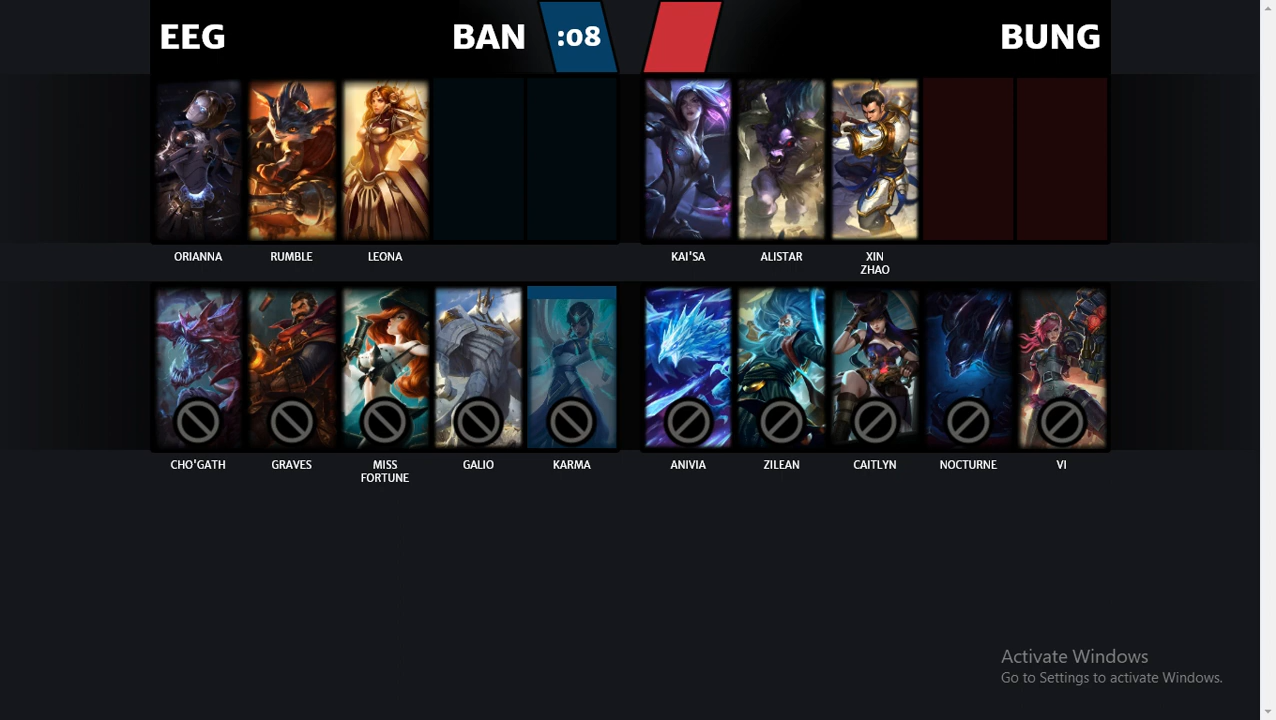 EEG
BAN
:08
BUNG
ORIANNA
RUMBLE
LEONA
KAI'SA
ALISTAR
XIN
ZHAO
CHO'GATH
GRAVES
MISS
FORTUNE
GALIO
KARMA
ANIVIA
ZILEAN
CAITLYN
NOCTURNE
VI
Activate Windows
Go to Settings to activate Windows.